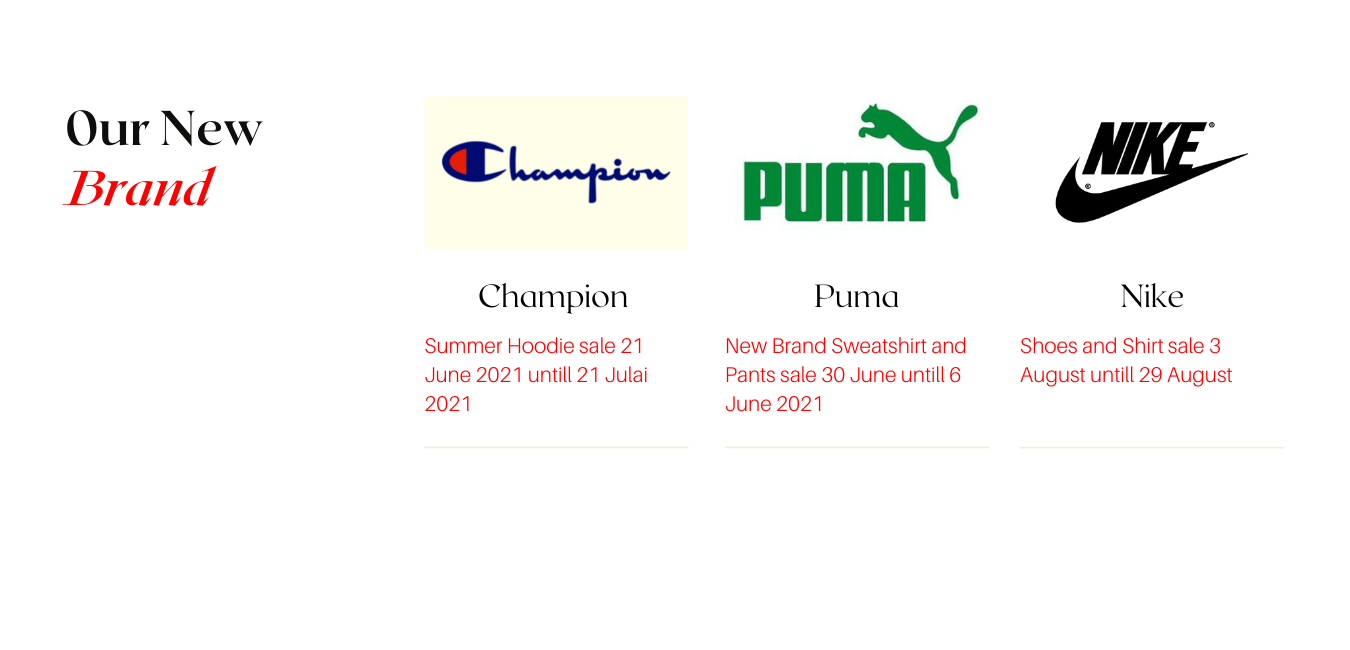 Our New
Brand
Champion
PUMA
NIKE®
®
Champion
Summer Hoodie sale 21
June 2021 untill 21 Julai
2021
Puma
New Brand Sweatshirt and
Pants sale 30 June untill 6
June 2021
Nike
Shoes and Shirt sale 3
August untill 29 August